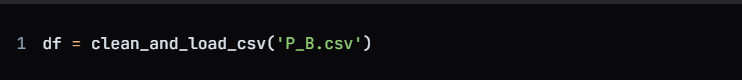 1 df = clean_and_load_csv('P_B.csv')